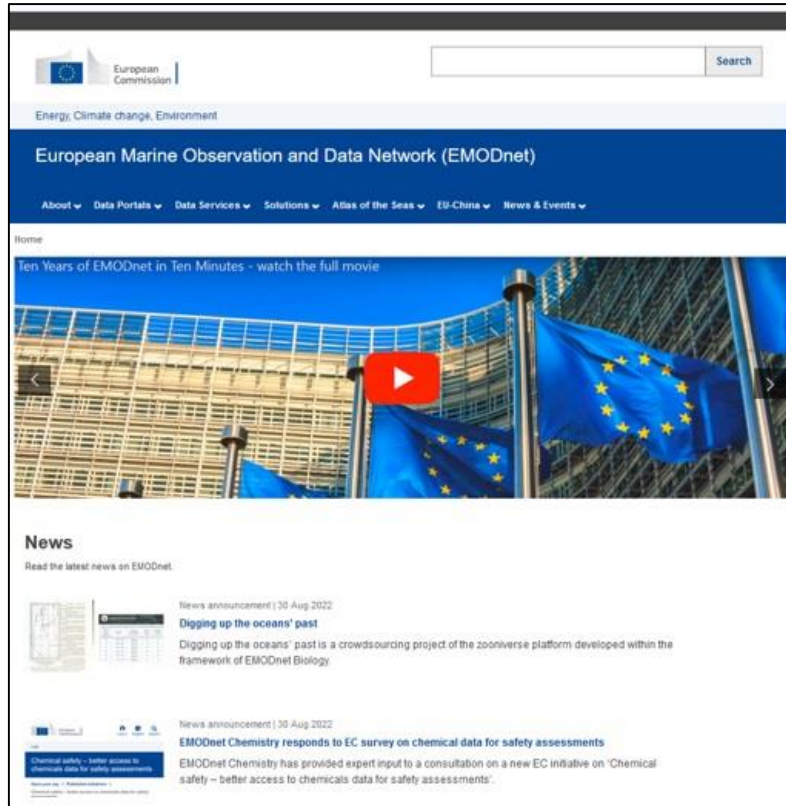 European
Commission
Search
Energy, Climate change, Environment
European Marine Observation and Data Network (EMODnet)
About Data Portals Data Services Solutions Atlas of the Seas EU-China News & Events
Home
Ten Years of EMODnet in Ten Minutes - watch the full movie
News
Read the latest news on EMODnet.
News announcement | 30 Aug 2022
Digging up the oceans' past
Digging up the oceans' past is a crowdsourcing project of the zooniverse platform developed within the
framework of EMODnet Biology.
News announcement | 30 Aug 2022
EMODnet Chemistry responds to EC survey on chemical data for safety assessments
EMODnet Chemistry has provided expert input to a consultation on a new EC initiative on 'Chemical
safety – better access to chemicals data for safety assessments'.
Chemical safety – better access to
chemicals data for safety assessments